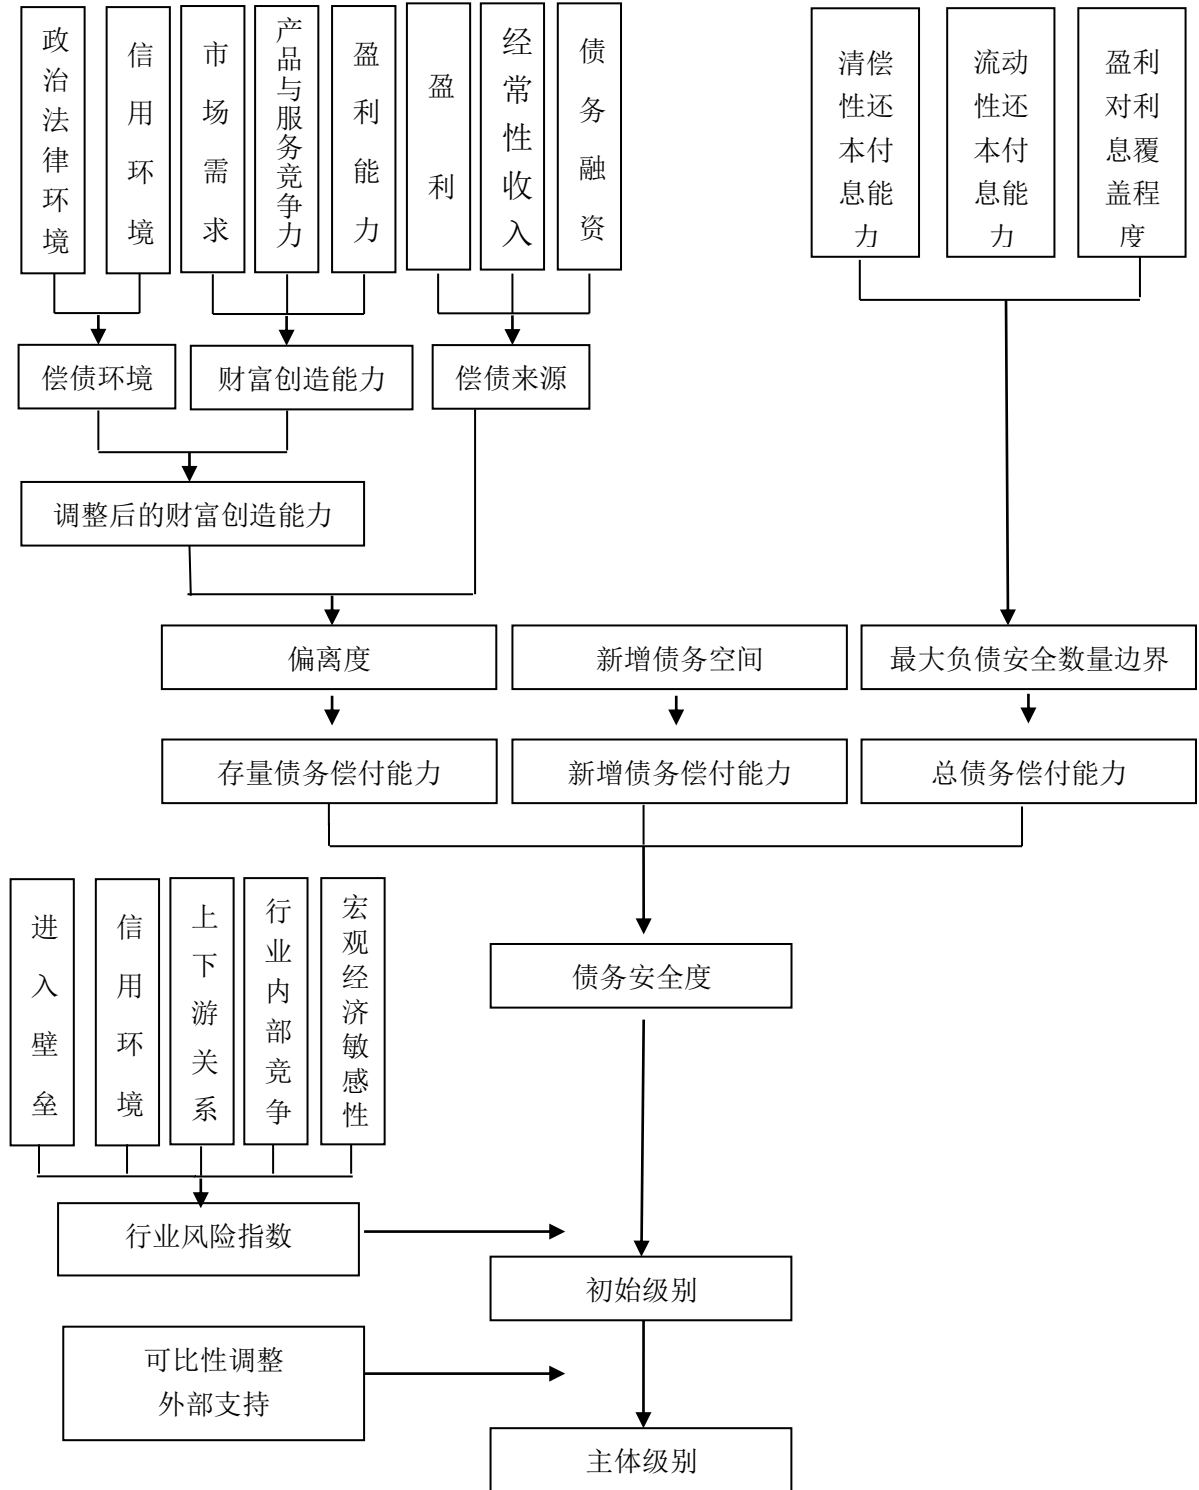 政治法律环境
信用环境
市场需求
产品与服务竞争力
盈利能力
盈利
经常性收入
债务融资
清偿
性还
本付
息能
力
流动
性还
本付
息能
力
盈利
对利
息覆
盖程
度
偿债环境
财富创造能力
偿债来源
调整后的财富创造能力
偏离度
新增债务空间
最大负债安全数量边界
存量债务偿付能力
新增债务偿付能力
总债务偿付能力
进入壁垒
信用环境
上下游关系
行业内部竞争
宏观经济敏感性
债务安全度
行业风险指数
初始级别
可比性调整
外部支持
主体级别